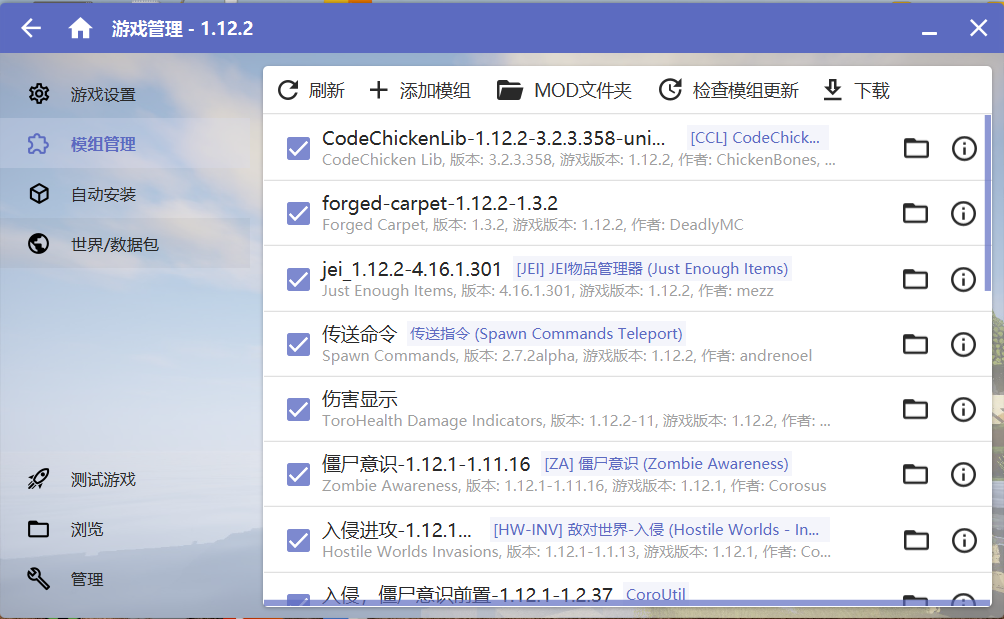 游戏管理 - 1.12.2
游戏设置
模组管理
自动安装
世界/数据包
测试游戏
浏览
管理
刷新 添加模组 MOD文件夹 检查模组更新 下载
CodeChickenLib-1.12.2-3.2.3.358-uni... [CCL] CodeChick...
CodeChicken Lib, 版本: 3.2.3.358, 游戏版本: 1.12.2, 作者: ChickenBones, ...
forged-carpet-1.12.2-1.3.2
Forged Carpet, 版本: 1.3.2, 游戏版本: 1.12.2, 作者: DeadlyMC
jei_1.12.2-4.16.1.301 [JEI] JEI物品管理器 (Just Enough Items)
Just Enough Items, 版本: 4.16.1.301, 游戏版本: 1.12.2, 作者: mezz
传送命令 传送指令 (Spawn Commands Teleport)
Spawn Commands, 版本: 2.7.2alpha, 游戏版本: 1.12.2, 作者: andrenoel
伤害显示
ToroHealth Damage Indicators, 版本: 1.12.2-11, 游戏版本: 1.12.2, 作者: ...
僵尸意识-1.12.1-1.11.16 [ZA] 僵尸意识 (Zombie Awareness)
Zombie Awareness, 版本: 1.12.1-1.11.16, 游戏版本: 1.12.1, 作者: Corosus
入侵进攻-1.12.1... [HW-INV] 敌对世界-入侵 (Hostile Worlds - In...
Hostile Worlds Invasions, 版本: 1.12.1-1.1.13, 游戏版本: 1.12.1, 作者: Co...
入侵，僵尸意识前置-1.12.1-1.2.37 CoroUtil